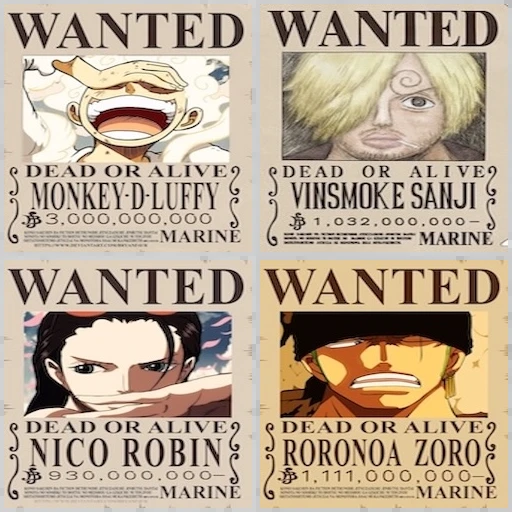 WANTED
DEAD OR ALIVE
MONKEY·D·LUFFY
3,000,000,000
MARINE
WANTED
DEAD OR ALIVE
VINSMOKE SANJI
1,032,000,000-
MARINE
WANTED
DEAD OR ALIVE
NICO ROBIN
930,000,000-
MARINE
WANTED
DEAD OR ALIVE
RORONOA ZORO
1,111,000,000-
MARINE